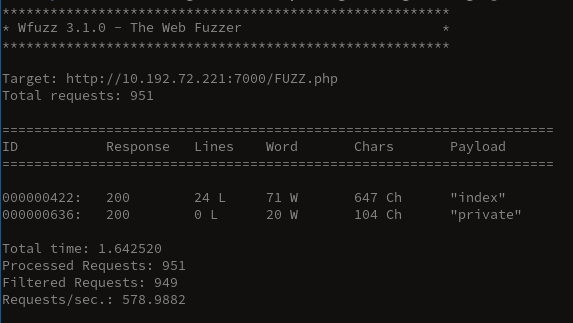 ********************************************************
* Wfuzz 3.1.0 - The Web Fuzzer                         *
********************************************************
Target: http://10.192.72.221:7000/FUZZ.php
Total requests: 951
=====================================================================
ID           Response   Lines    Word       Chars       Payload
=====================================================================
000000422:   200        24 L     71 W       647 Ch      "index"
000000636:   200        0 L      20 W       104 Ch      "private"
Total time: 1.642520
Processed Requests: 951
Filtered Requests: 949
Requests/sec.: 578.9882